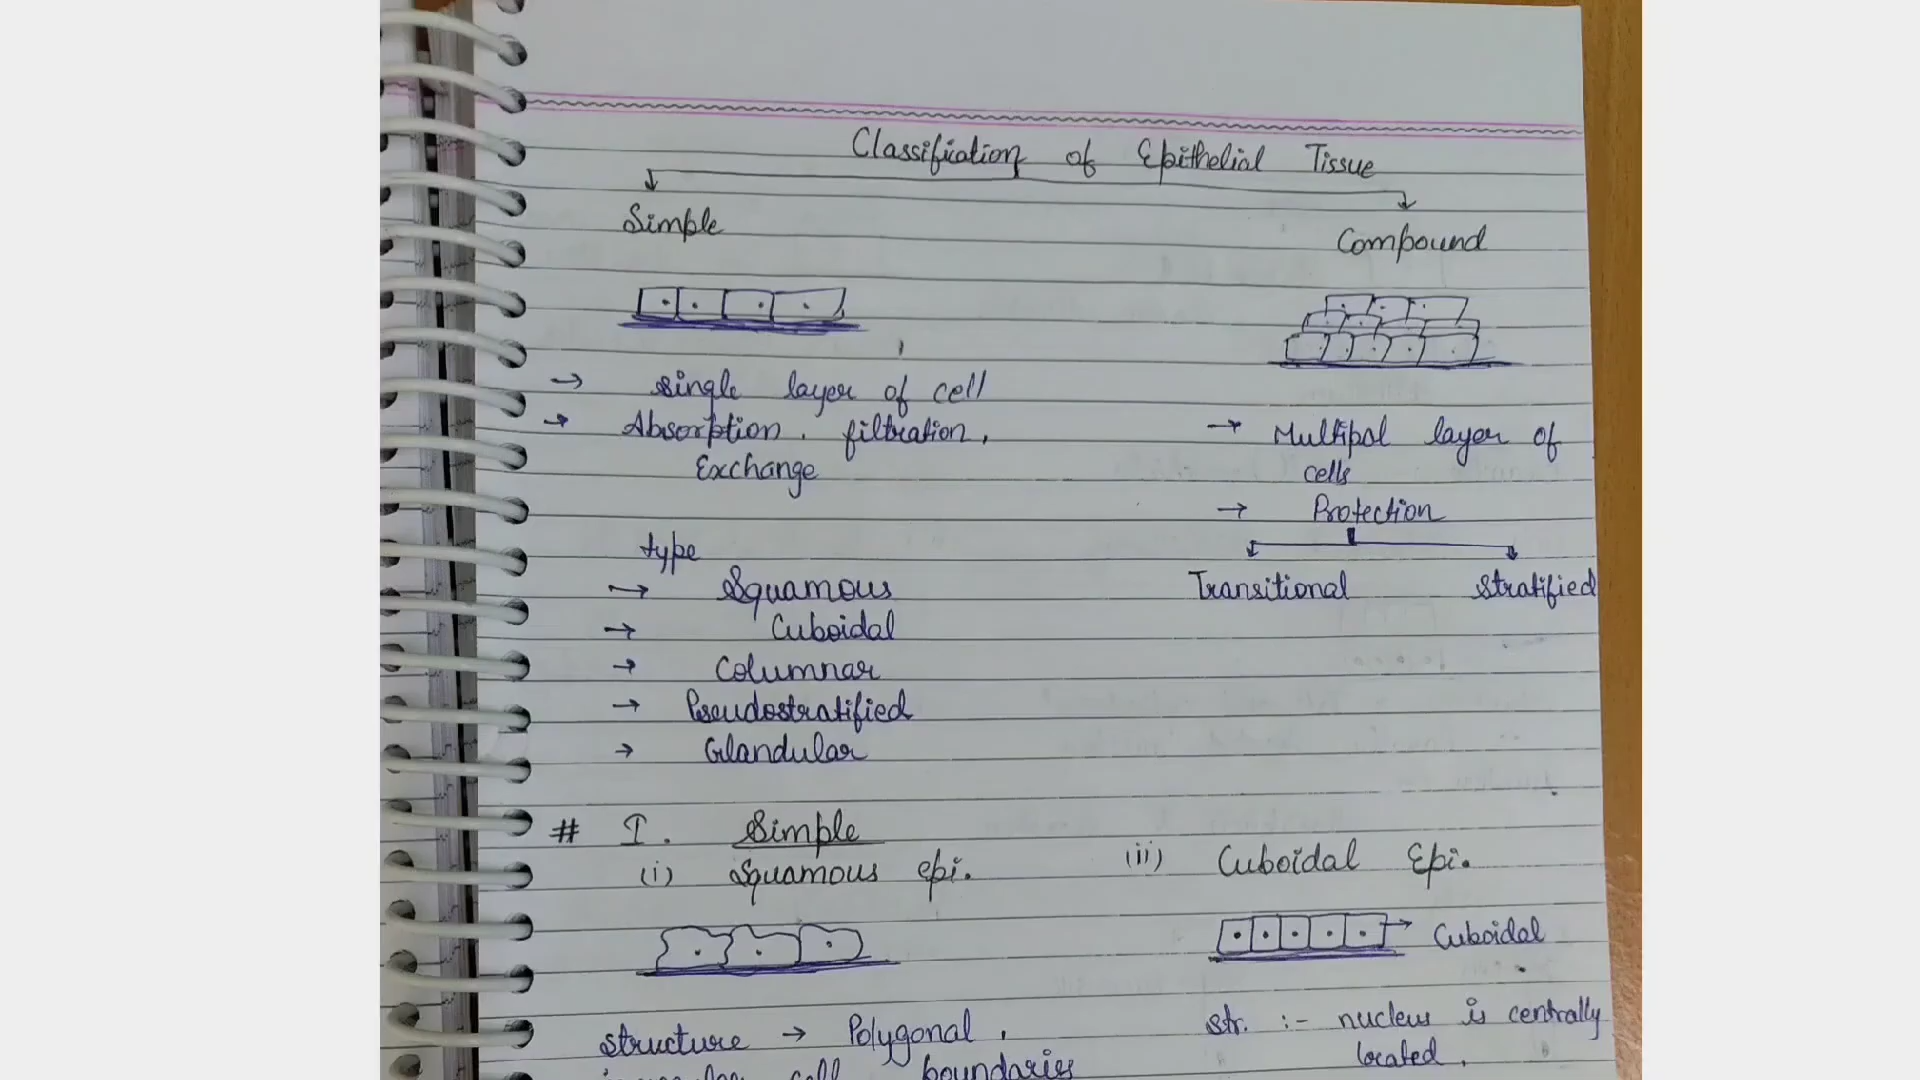 Classification of Epithelial Tissue
Simple
Compound
→ single layer of cell
→ Absorption, filtration,
Exchange
→ Multipal layer of
cells
→ Protection
Transitional Stratified
type
→ Squamous
→ Cuboidal
→ Columnar
→ Pseudostratified
→ Glandular
# I. Simple
(i) Squamous epi.
(ii) Cuboidal Epi.
Cuboidal
structure → Polygonal,
cell boundaries
str. :- nucleus is centrally
located.